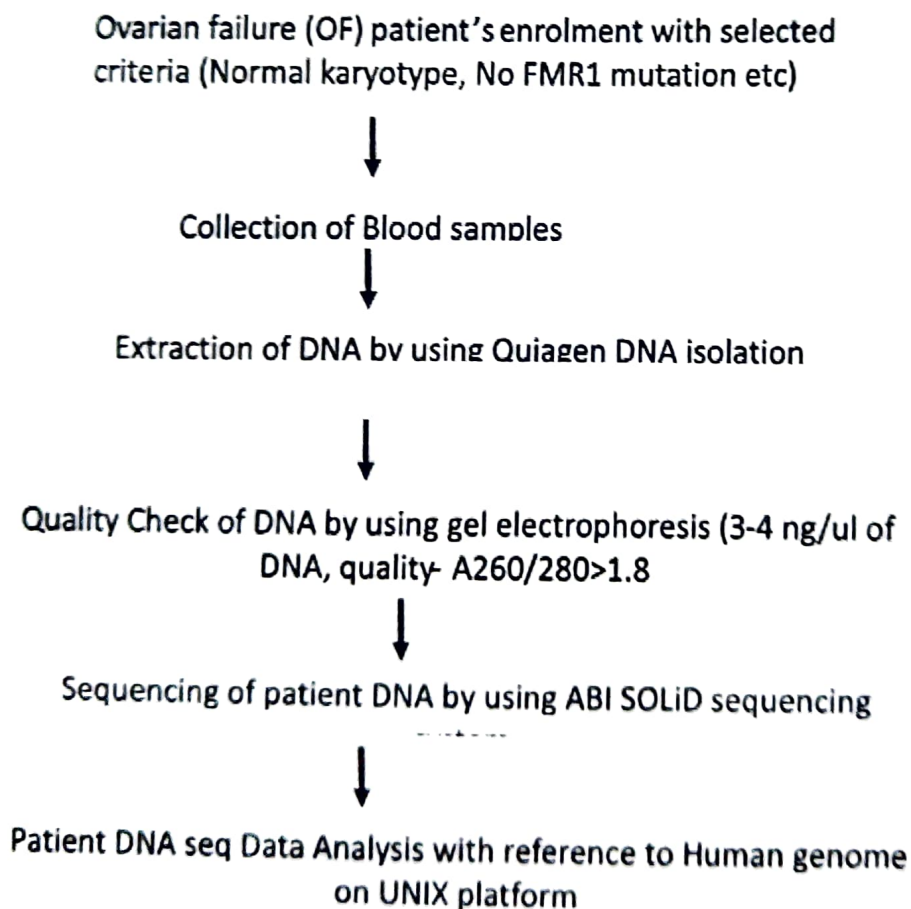 Ovarian failure (OF) patient's enrolment with selected
criteria (Normal karyotype, No FMR1 mutation etc)
Collection of Blood samples
Extraction of DNA by using Quiagen DNA isolation
Quality Check of DNA by using gel electrophoresis (3-4 ng/ul of
DNA, quality- A260/280>1.8
Sequencing of patient DNA by using ABI SOLiD sequencing
Patient DNA seq Data Analysis with reference to Human genome
on UNIX platform